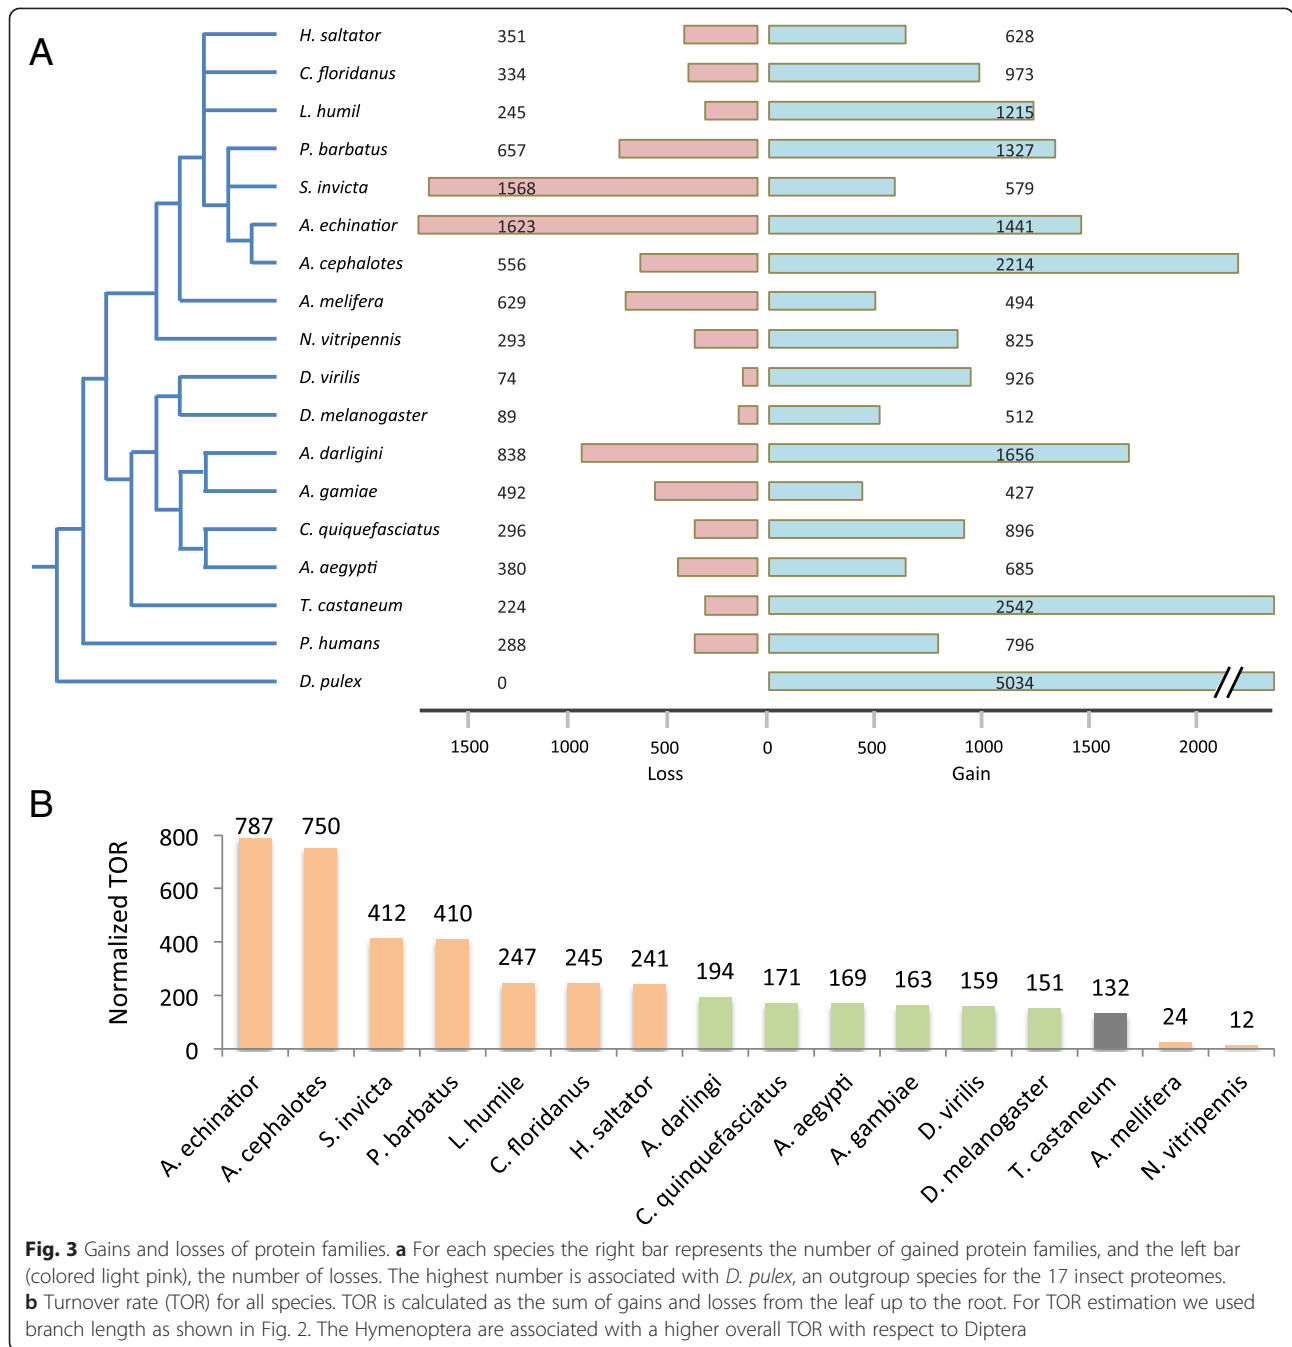 A
H. saltator 351 628
C. floridanus 334 973
L. humil 245 1215
P. barbatus 657 1327
S. invicta 1568 579
A. echinatior 1623 1441
A. cephalotes 556 2214
A. melifera 629 494
N. vitripennis 293 825
D. virilis 74 926
D. melanogaster 89 512
A. darligini 838 1656
A. gamiae 492 427
C. quiquefasciatus 296 896
A. aegypti 380 685
T. castaneum 224 2542
P. humans 288 796
D. pulex 0 5034
1500 1000 500 0 500 1000 1500 2000
Loss Gain
B
Normalized TOR
800
600
400
200
0
787 750 412 410 247 245 241 194 171 169 163 159 151 132 24 12
A. echinatior
A. cephalotes
S. invicta
P. barbatus
L. humile
C. floridanus
H. saltator
A. darlingi
C. quinquefasciatus
A. aegypti
A. gambiae
D. virilis
D. melanogaster
T. castaneum
A. mellifera
N. vitripennis
Fig. 3 Gains and losses of protein families. a For each species the right bar represents the number of gained protein families, and the left bar
(colored light pink), the number of losses. The highest number is associated with D. pulex, an outgroup species for the 17 insect proteomes.
b Turnover rate (TOR) for all species. TOR is calculated as the sum of gains and losses from the leaf up to the root. For TOR estimation we used
branch length as shown in Fig. 2. The Hymenoptera are associated with a higher overall TOR with respect to Diptera